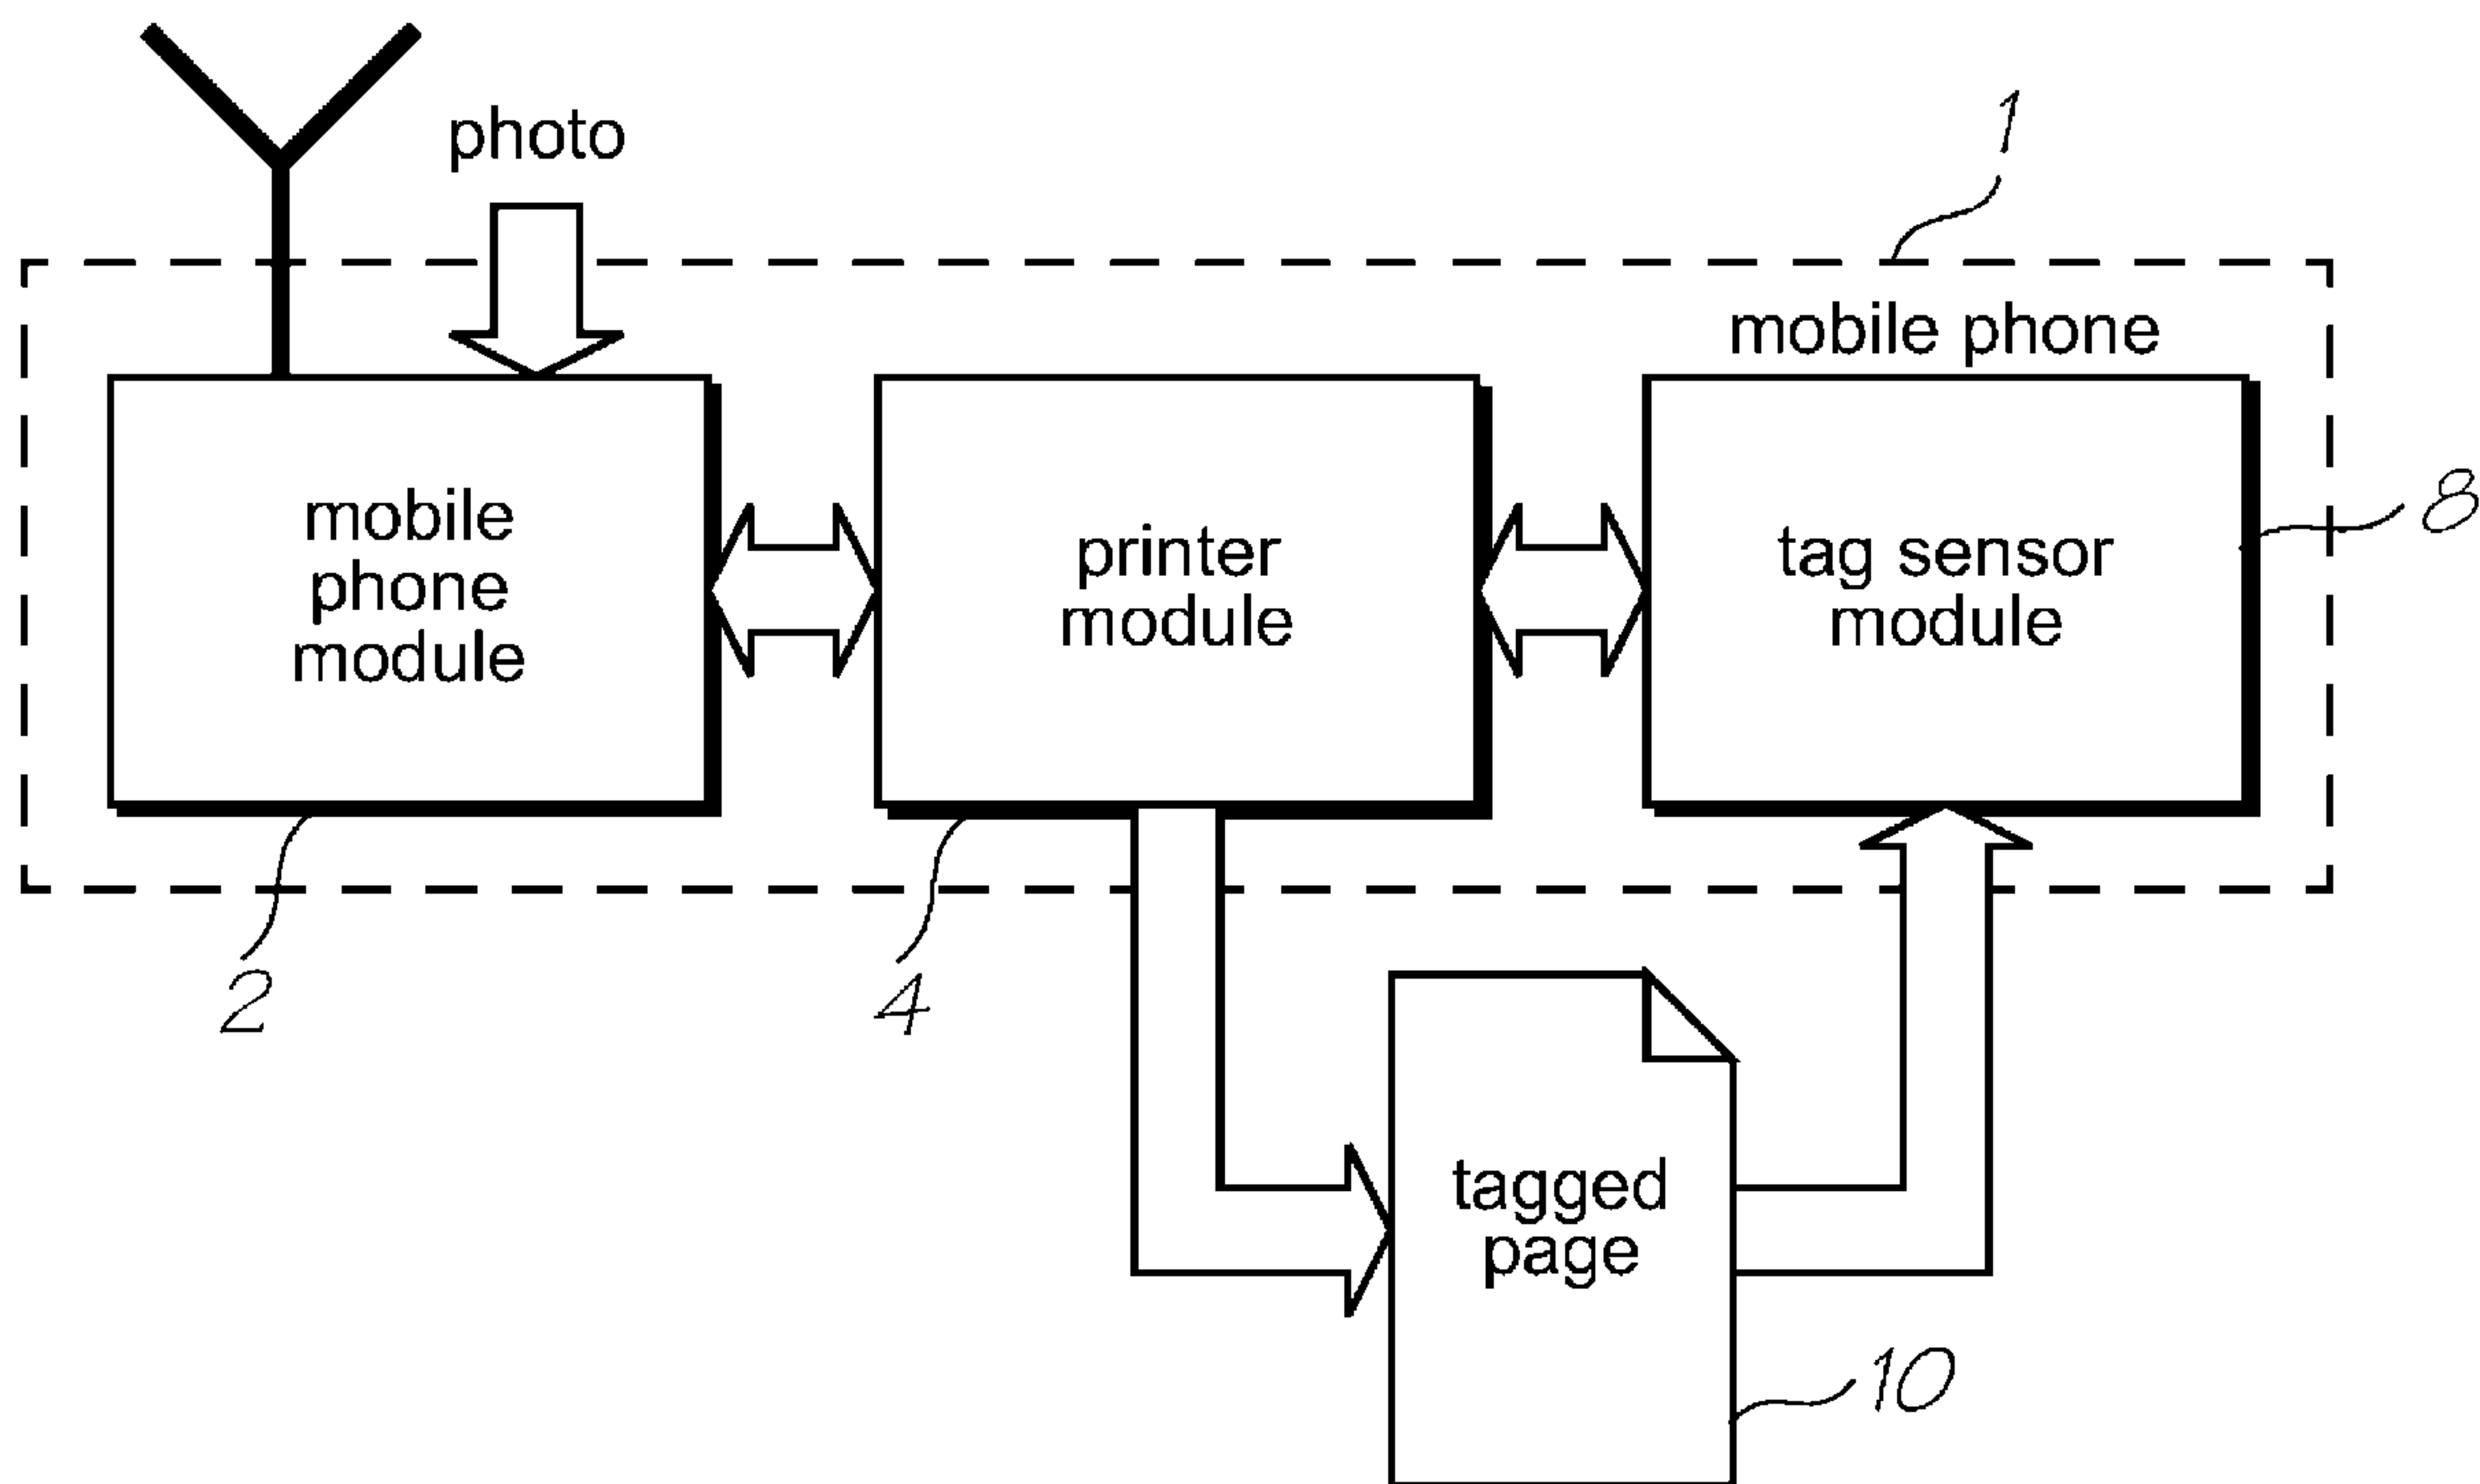 photo
1
mobile phone
mobile
phone
module
printer
module
tag sensor
module
8
2
4
tagged
page
10